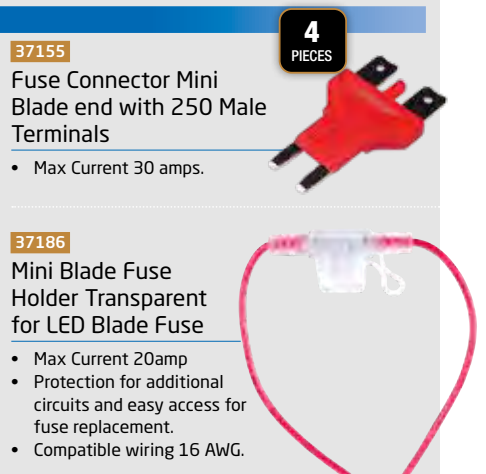 4
PIECES
37155
Fuse Connector Mini
Blade end with 250 Male
Terminals
• Max Current 30 amps.
37186
Mini Blade Fuse
Holder Transparent
for LED Blade Fuse
• Max Current 20amp
• Protection for additional
circuits and easy access for
fuse replacement.
• Compatible wiring 16 AWG.